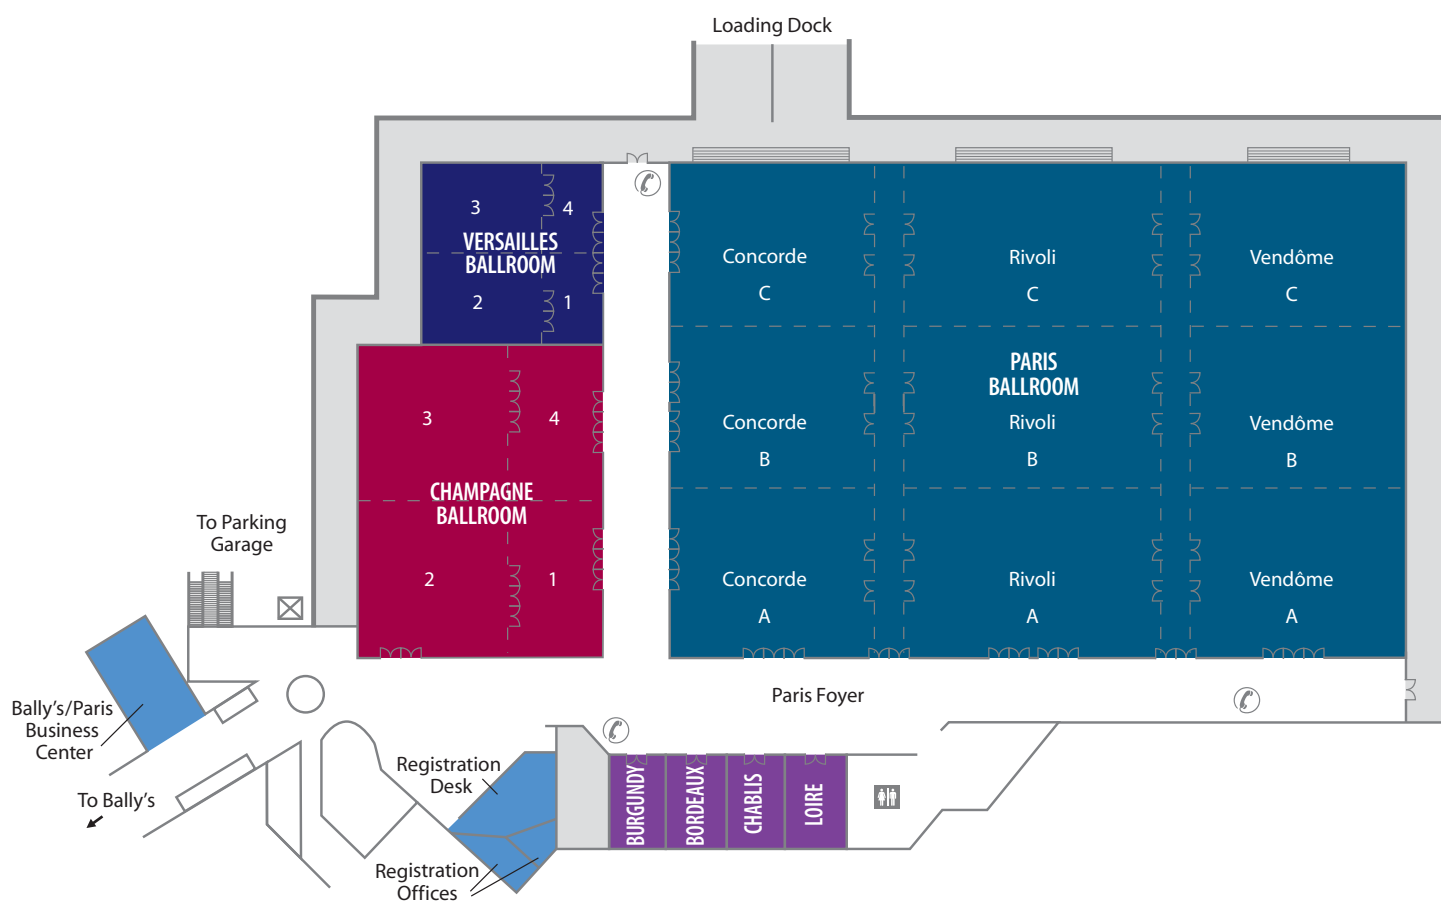 Loading Dock
3
4
VERSAILLES
BALLROOM
2
1
Concorde
C
Rivoli
C
Vendôme
C
PARIS
BALLROOM
3
4
Concorde
B
Rivoli
B
Vendôme
B
CHAMPAGNE
BALLROOM
To Parking
Garage
2
1
Concorde
A
Rivoli
A
Vendôme
A
Paris Foyer
Bally's/Paris
Business
Center
To Bally's
Registration
Desk
Registration
Offices
BURGUNDY
BORDEAUX
CHABLIS
LOIRE